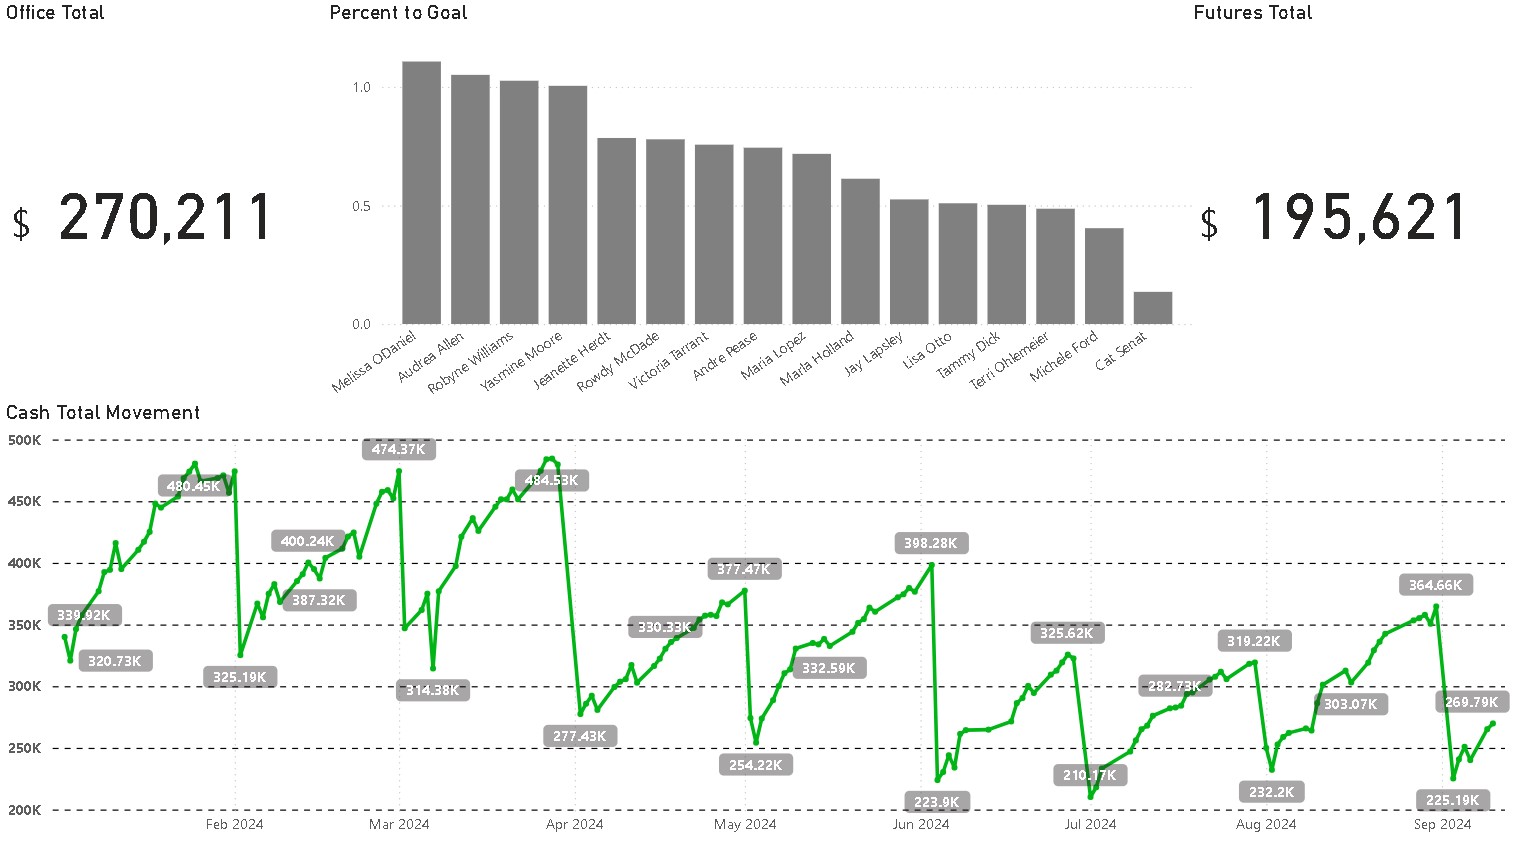 Office Total
Percent to Goal
Futures Total
$ 270,211
1.0
0.5
0.0
Melissa ODaniel
Audrea Allen
Robyne Williams
Yasmine Moore
Jeanette Herdt
Rowdy McDade
Victoria Tarrant
Andre Pease
Maria Lopez
Marla Holland
Jay Lapsley
Lisa Otto
Tammy Dick
Terri Ohlemeier
Michele Ford
Cat Senat
$ 195,621
Cash Total Movement
500K
450K
400K
350K
300K
250K
200K
339.92K
320.73K
480.45K
325.19K
400.24K
387.32K
474.37K
314.38K
484.53K
277.43K
330.33K
377.47K
254.22K
332.59K
398.28K
223.9K
325.62K
210.17K
282.73K
319.22K
232.2K
303.07K
364.66K
269.79K
225.19K
Feb 2024
Mar 2024
Apr 2024
May 2024
Jun 2024
Jul 2024
Aug 2024
Sep 2024